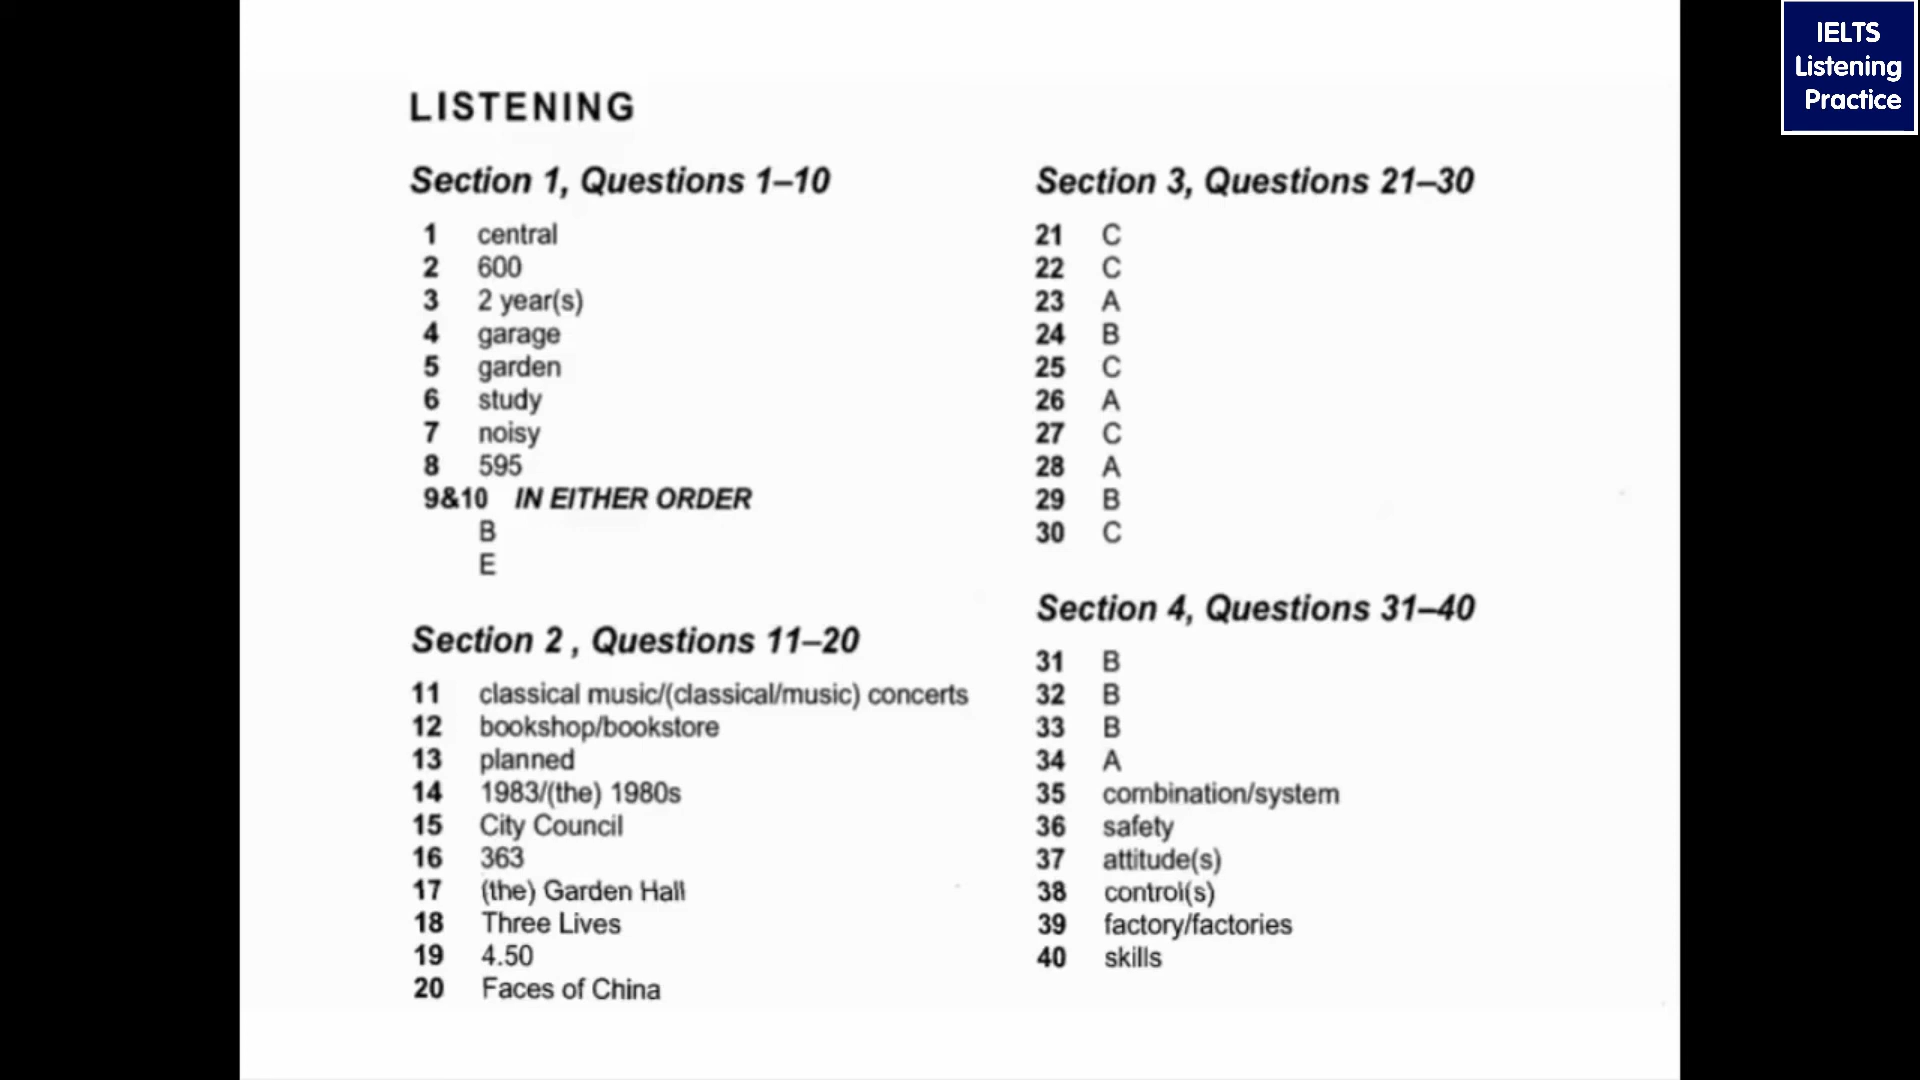 LISTENING
Section 1, Questions 1–10
1 central
2 600
3 2 year(s)
4 garage
5 garden
6 study
7 noisy
8 595
9&10 IN EITHER ORDER
B
E
Section 2 , Questions 11–20
11 classical music/(classical/music) concerts
12 bookshop/bookstore
13 planned
14 1983/(the) 1980s
15 City Council
16 363
17 (the) Garden Hall
18 Three Lives
19 4.50
20 Faces of China
Section 3, Questions 21–30
21 C
22 C
23 A
24 B
25 C
26 A
27 C
28 A
29 B
30 C
Section 4, Questions 31–40
31 B
32 B
33 B
34 A
35 combination/system
36 safety
37 attitude(s)
38 control(s)
39 factory/factories
40 skills
IELTS
Listening
Practice